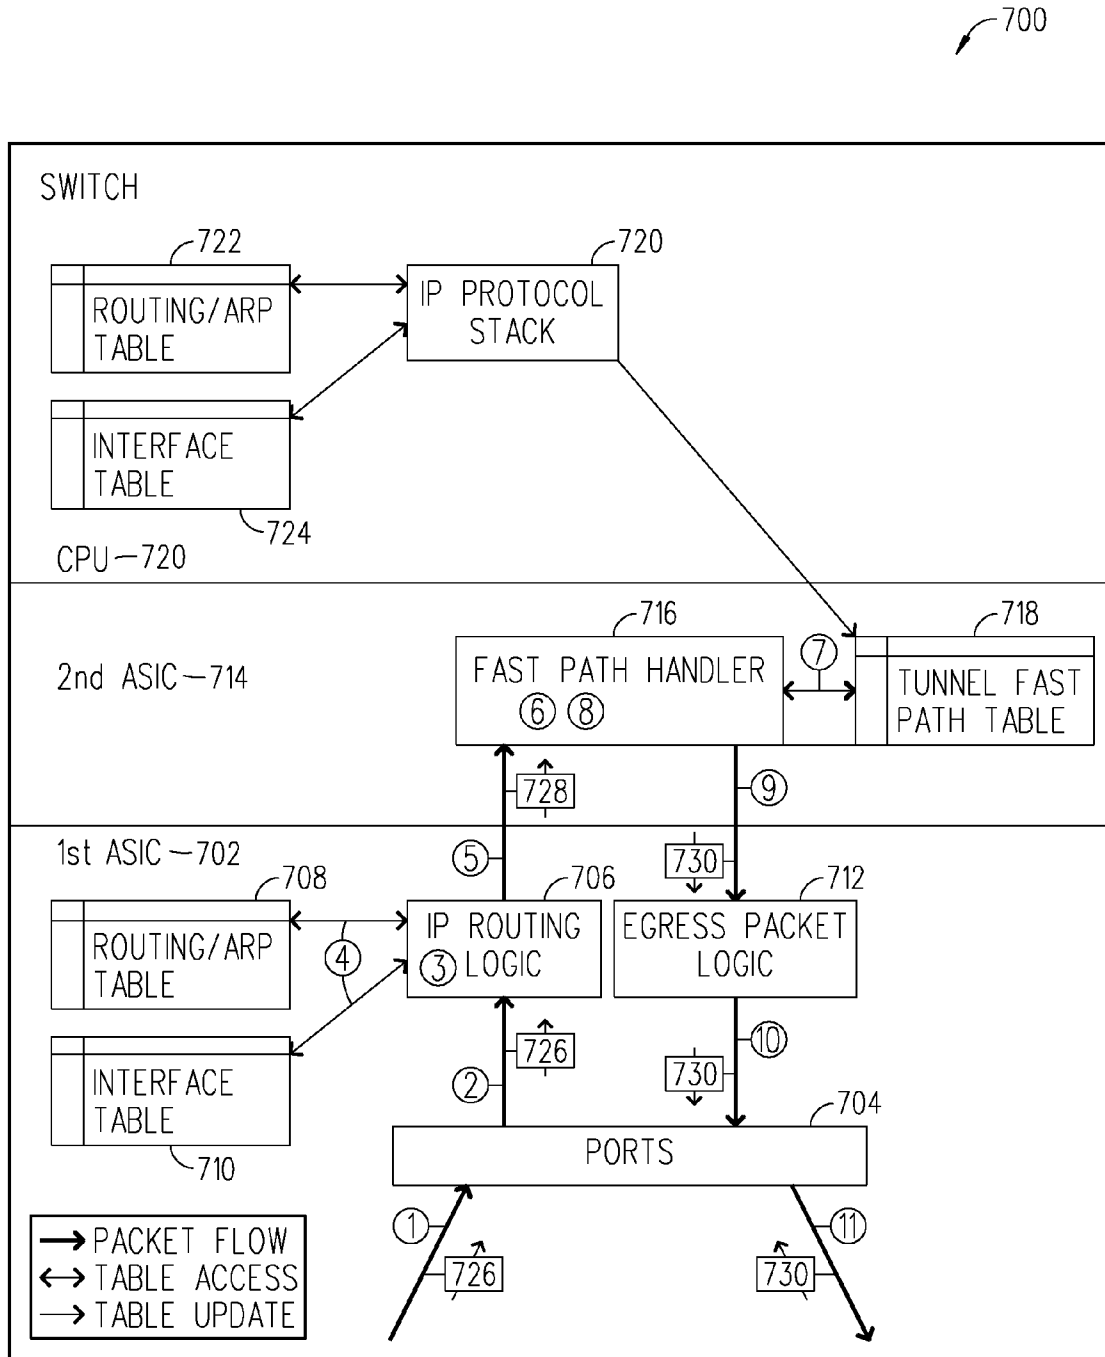 700
SWITCH
722
ROUTING/ARP
TABLE
720
IP PROTOCOL
STACK
INTERFACE
TABLE
724
CPU—720
716
718
2nd ASIC—714
FAST PATH HANDLER
6 8
7
TUNNEL FAST
PATH TABLE
728
9
1st ASIC—702
5
730
708
706
712
ROUTING/ARP
TABLE
4
IP ROUTING
3 LOGIC
EGRESS PACKET
LOGIC
726
10
INTERFACE
TABLE
2
730
704
710
PORTS
1
11
726
730
PACKET FLOW
TABLE ACCESS
TABLE UPDATE